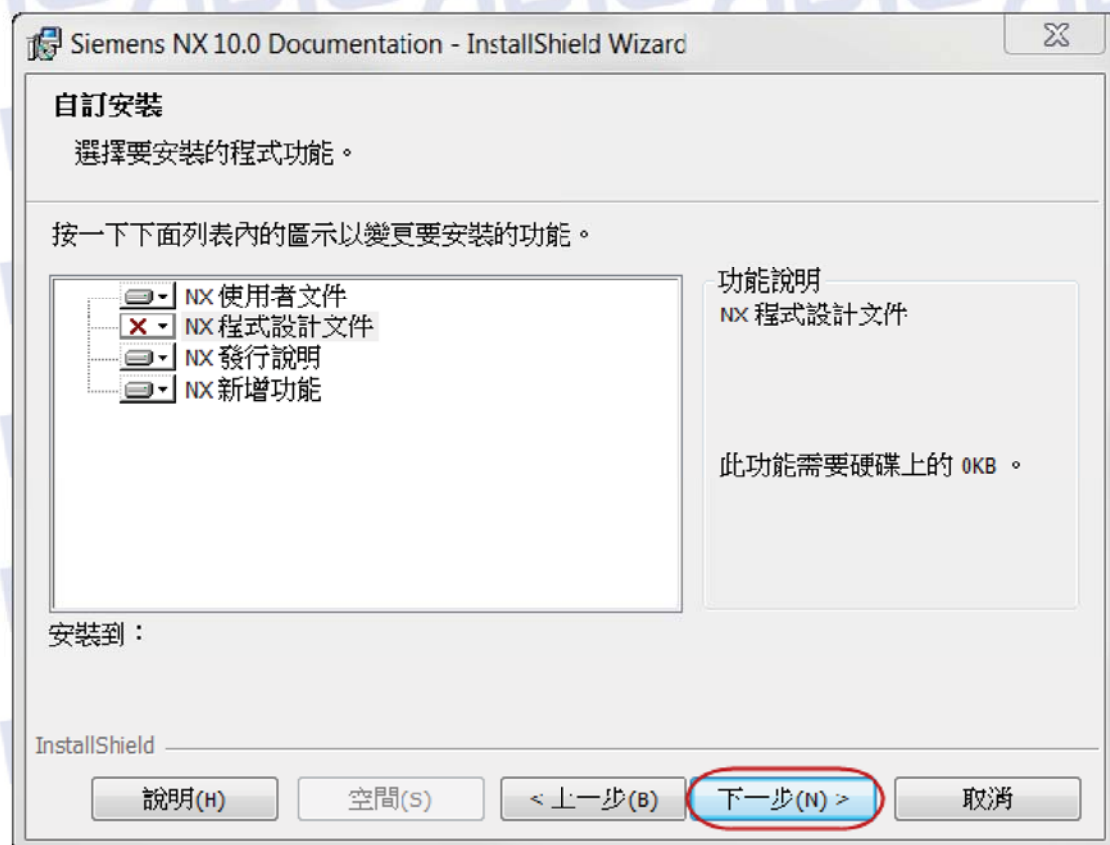 Siemens NX 10.0 Documentation - InstallShield Wizard
自訂安裝
選擇要安裝的程式功能。
按一下下面列表內的圖示以變更要安裝的功能。
NX 使用者文件
NX 程式設計文件
NX 發行說明
NX 新增功能
功能說明
NX 程式設計文件
此功能需要硬碟上的 0KB 。
安裝到：
InstallShield
說明(H)
空間(S)
< 上一步(B)
下一步(N) >
取消